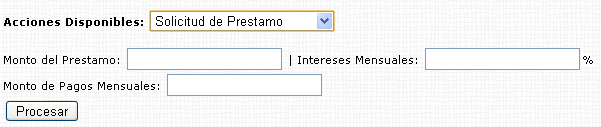 Acciones Disponibles: Solicitud de Prestamo
Monto del Prestamo: | Intereses Mensuales: %
Monto de Pagos Mensuales:
Procesar